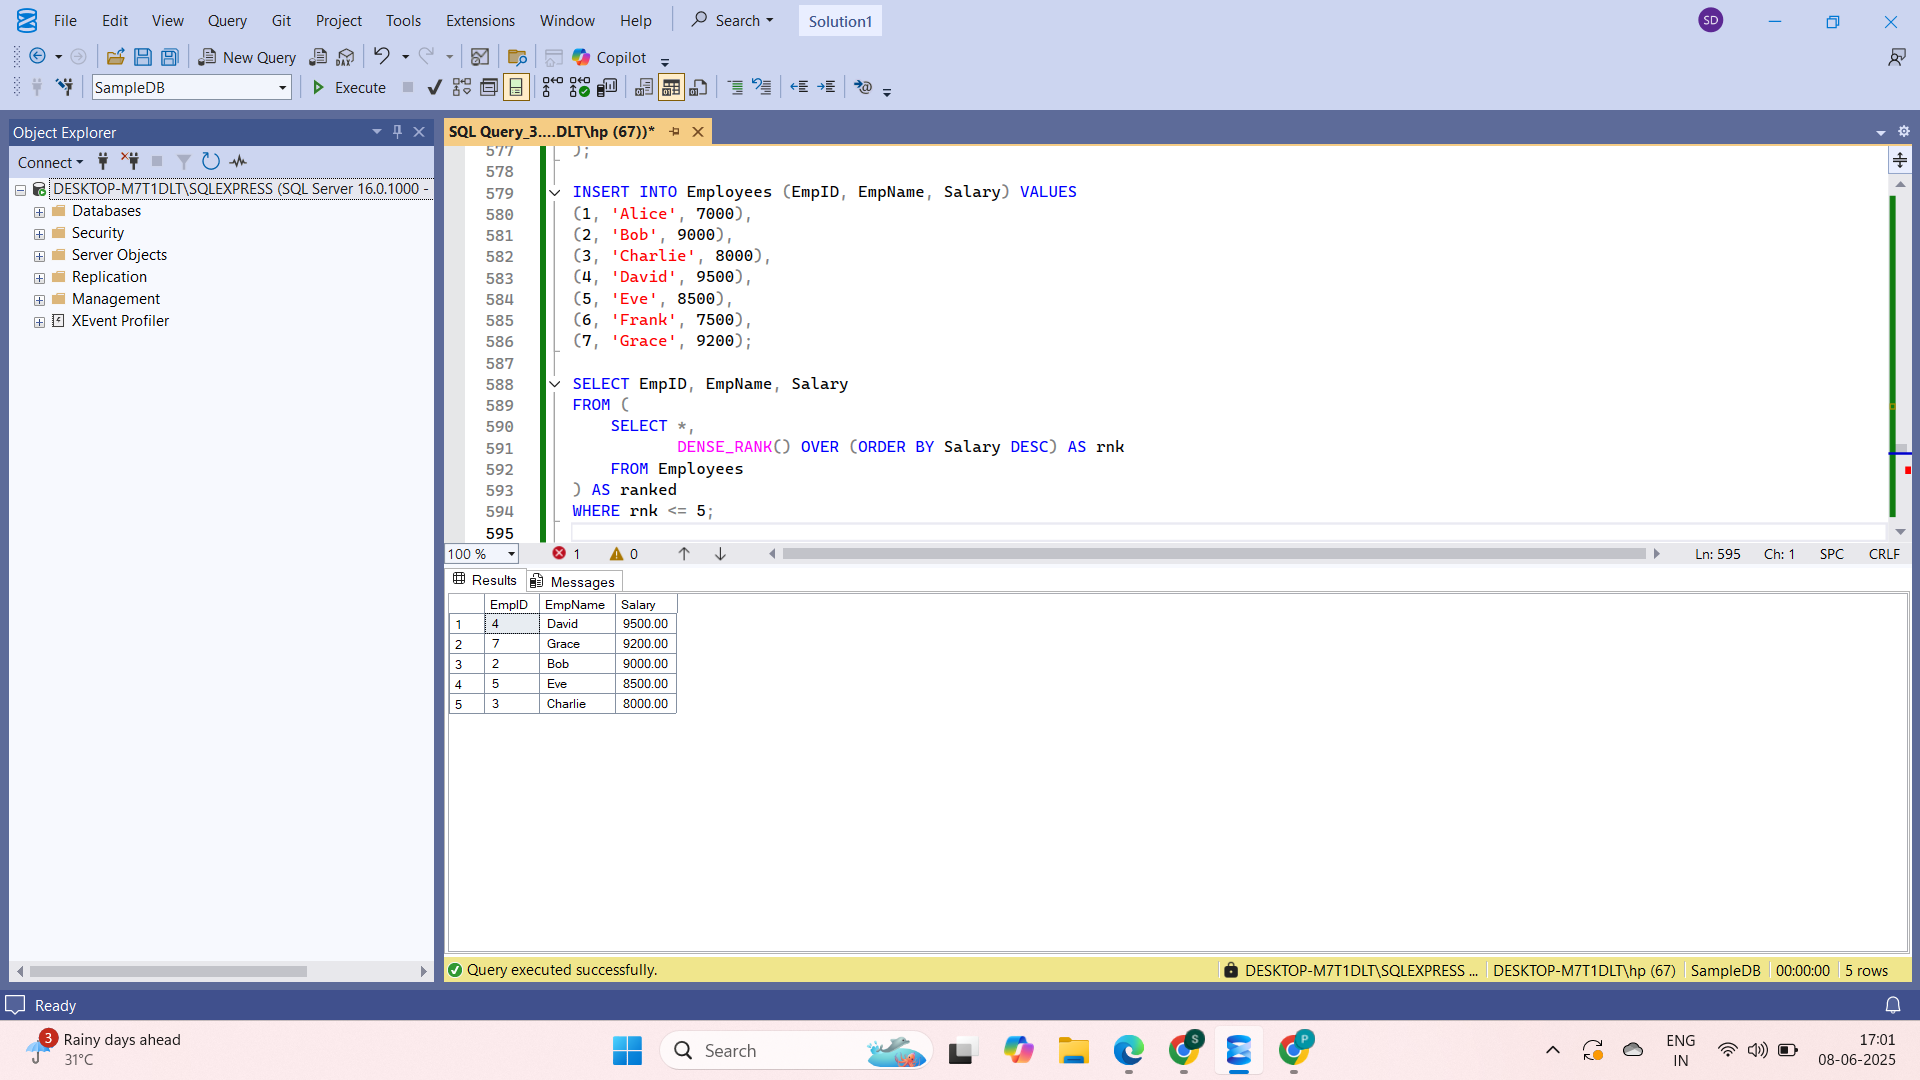 File Edit View Query Git Project Tools Extensions Window Help Search Solution1 SD
New Query DAX Copilot
SampleDB Execute
Object Explorer
Connect
DESKTOP-M7T1DLT\SQLEXPRESS (SQL Server 16.0.1000 -
Databases
Security
Server Objects
Replication
Management
XEvent Profiler
SQL Query_3....DLT\hp (67))*
577 );
578
579 INSERT INTO Employees (EmpID, EmpName, Salary) VALUES
580 (1, 'Alice', 7000),
581 (2, 'Bob', 9000),
582 (3, 'Charlie', 8000),
583 (4, 'David', 9500),
584 (5, 'Eve', 8500),
585 (6, 'Frank', 7500),
586 (7, 'Grace', 9200);
587
588 SELECT EmpID, EmpName, Salary
589 FROM (
590 SELECT *,
591 DENSE_RANK() OVER (ORDER BY Salary DESC) AS rnk
592 FROM Employees
593 ) AS ranked
594 WHERE rnk <= 5;
595
100 % 1 0 Ln: 595 Ch: 1 SPC CRLF
Results Messages
EmpID EmpName Salary
1 4 David 9500.00
2 7 Grace 9200.00
3 2 Bob 9000.00
4 5 Eve 8500.00
5 3 Charlie 8000.00
Query executed successfully. DESKTOP-M7T1DLT\SQLEXPRESS ... DESKTOP-M7T1DLT\hp (67) SampleDB 00:00:00 5 rows
Ready
3 Rainy days ahead
31°C
Search
S
P
ENG
IN
17:01
08-06-2025